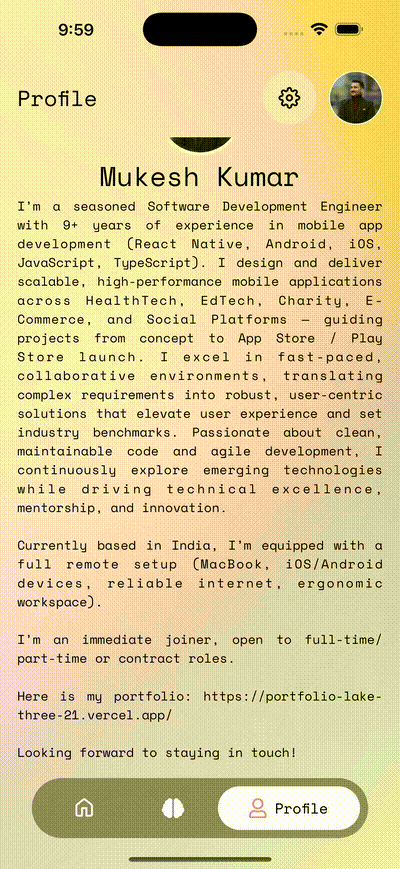 9:59
Profile
Mukesh Kumar
I'm a seasoned Software Development Engineer
with 9+ years of experience in mobile app
development (React Native, Android, iOS,
JavaScript, TypeScript). I design and deliver
scalable, high-performance mobile applications
across HealthTech, EdTech, Charity, E-
Commerce, and Social Platforms — guiding
projects from concept to App Store / Play
Store launch. I excel in fast-paced,
collaborative environments, translating
complex requirements into robust, user-centric
solutions that elevate user experience and set
industry benchmarks. Passionate about clean,
maintainable code and agile development, I
continuously explore emerging technologies
while driving technical excellence,
mentorship, and innovation.
Currently based in India, I'm equipped with a
full remote setup (MacBook, iOS/Android
devices, reliable internet, ergonomic
workspace).
I'm an immediate joiner, open to full-time/
part-time or contract roles.
Here is my portfolio: https://portfolio-lake-
three-21.vercel.app/
Looking forward to staying in touch!
Profile